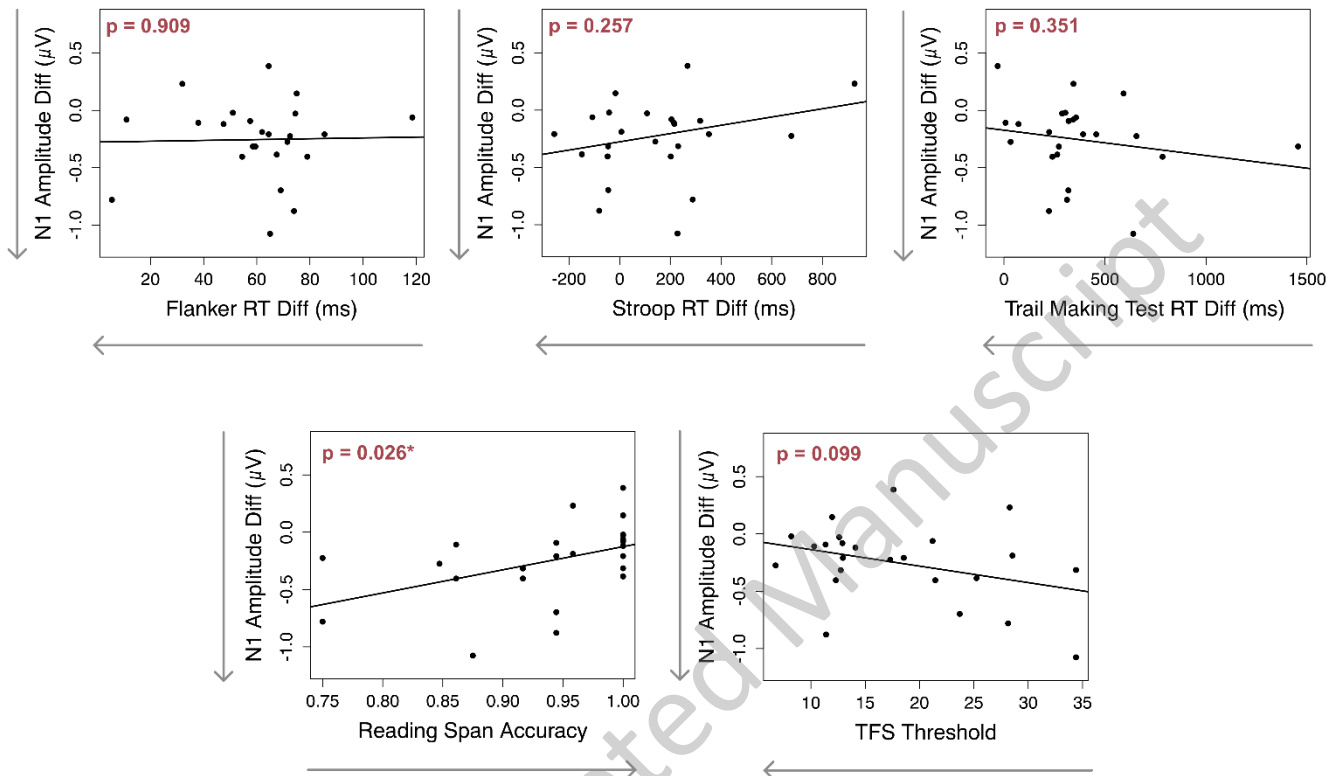 p = 0.909
N1 Amplitude Diff (µV)
0.5
0.0
-0.5
-1.0
20 40 60 80 100 120
Flanker RT Diff (ms)
p = 0.257
N1 Amplitude Diff (µV)
0.5
0.0
-0.5
-1.0
-200 0 200 400 600 800
Stroop RT Diff (ms)
p = 0.351
N1 Amplitude Diff (µV)
0.5
0.0
-0.5
-1.0
0 500 1000 1500
Trail Making Test RT Diff (ms)
p = 0.026*
N1 Amplitude Diff (µV)
0.5
0.0
-0.5
-1.0
0.75 0.80 0.85 0.90 0.95 1.00
Reading Span Accuracy
p = 0.099
N1 Amplitude Diff (µV)
0.5
0.0
-0.5
-1.0
10 15 20 25 30 35
TFS Threshold
ted Manuscript